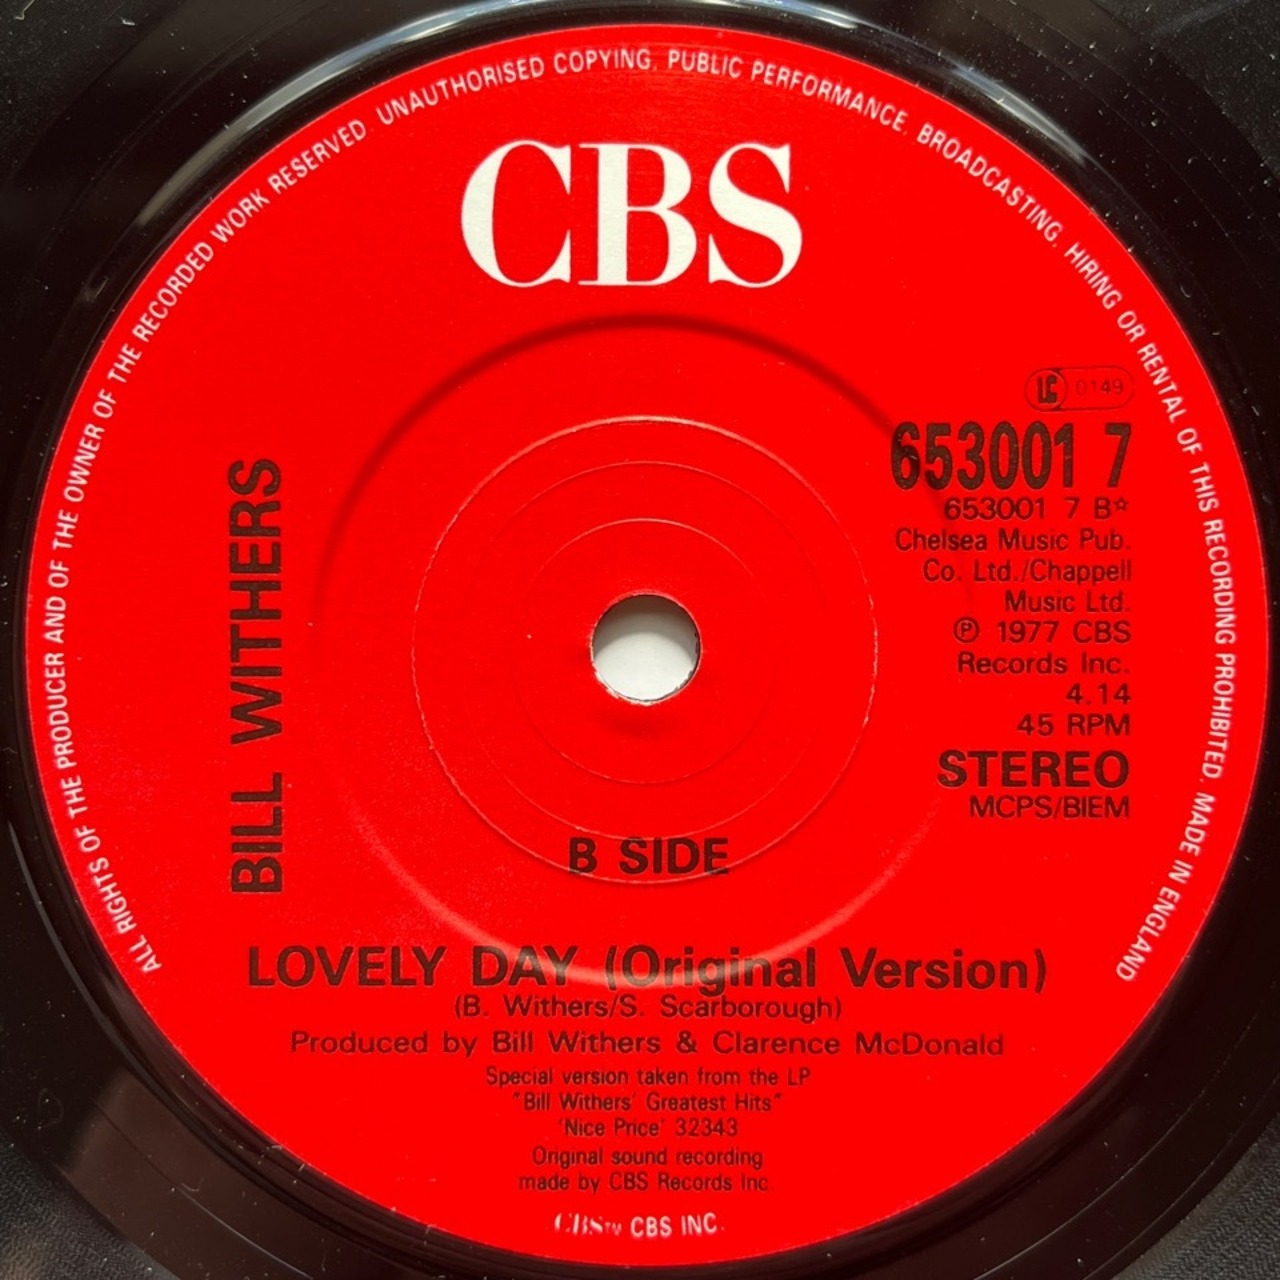 ALL RIGHTS OF THE PRODUCER AND OF THE OWNER OF THE RECORDED WORK RESERVED UNAUTHORISED COPYING, PUBLIC PERFORMANCE, BROADCASTING, HIRING OR RENTAL OF THIS RECORDING PROHIBITED. MADE IN ENGLAND
CBS
LC 0149
653001 7
653001 7 B☆
Chelsea Music Pub.
Co. Ltd./Chappell
Music Ltd.
℗ 1977 CBS
Records Inc.
4.14
45 RPM
STEREO
MCPS/BIEM
BILL WITHERS
B SIDE
LOVELY DAY (Original Version)
(B. Withers/S. Scarborough)
Produced by Bill Withers & Clarence McDonald
Special version taken from the LP
"Bill Withers' Greatest Hits"
'Nice Price' 32343
Original sound recording
made by CBS Records Inc.
CBS™ CBS INC.